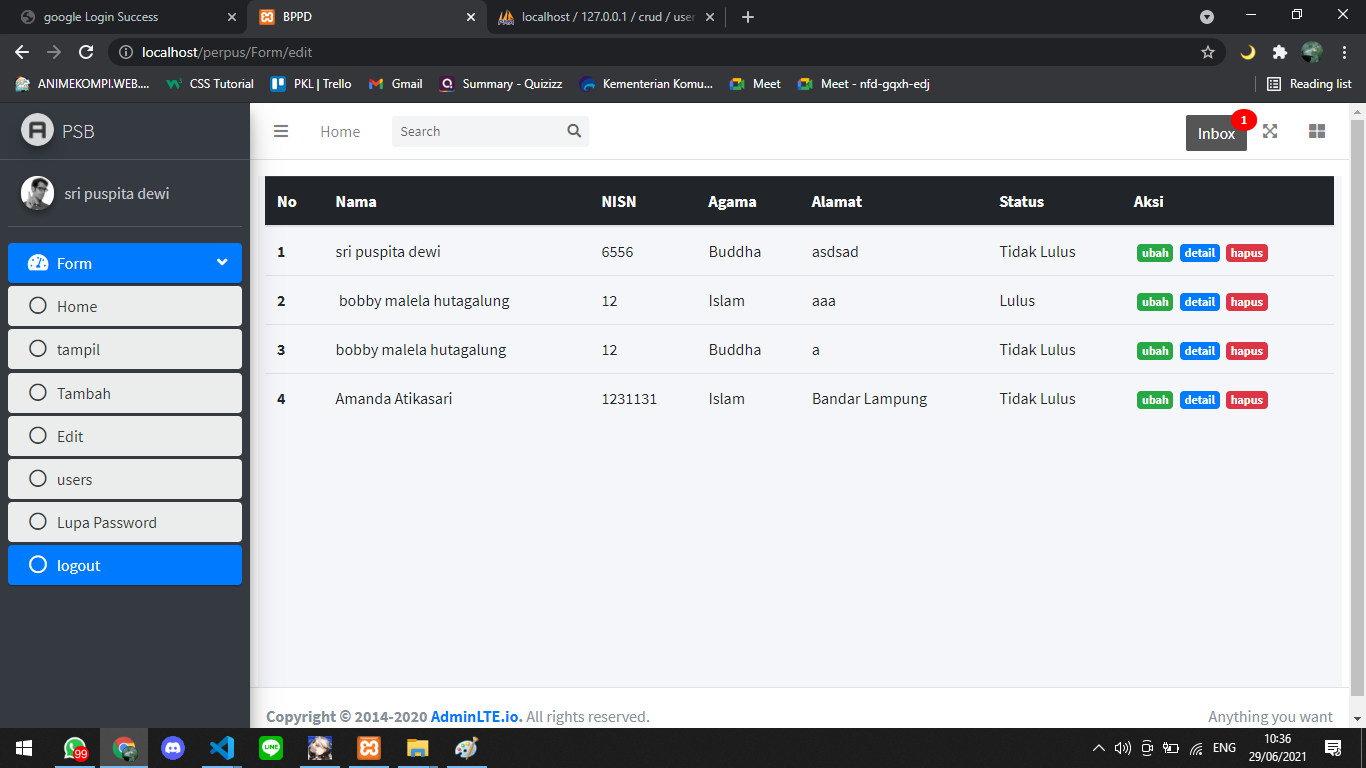 google Login Success
BPPD
localhost / 127.0.0.1 / crud / user
localhost/perpus/Form/edit
ANIMEKOMPI.WEB.... CSS Tutorial PKL | Trello Gmail Summary - Quizizz Kementerian Komu... Meet Meet - nfd-gqxh-edj Reading list
PSB
Home Search Inbox 1
sri puspita dewi
Form
Home
tampil
Tambah
Edit
users
Lupa Password
logout
No Nama NISN Agama Alamat Status Aksi
1 sri puspita dewi 6556 Buddha asdsad Tidak Lulus ubah detail hapus
2 bobby malela hutagalung 12 Islam aaa Lulus ubah detail hapus
3 bobby malela hutagalung 12 Buddha a Tidak Lulus ubah detail hapus
4 Amanda Atikasari 1231131 Islam Bandar Lampung Tidak Lulus ubah detail hapus
Copyright © 2014-2020 AdminLTE.io. All rights reserved. Anything you want
99 LINE ENG 10:36
29/06/2021